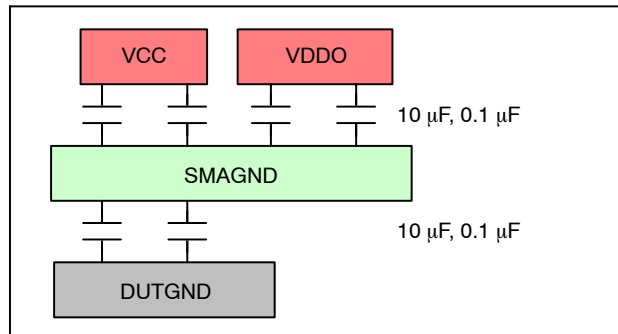 VCC VDDO
10 μF, 0.1 μF
SMAGND
10 μF, 0.1 μF
DUTGND